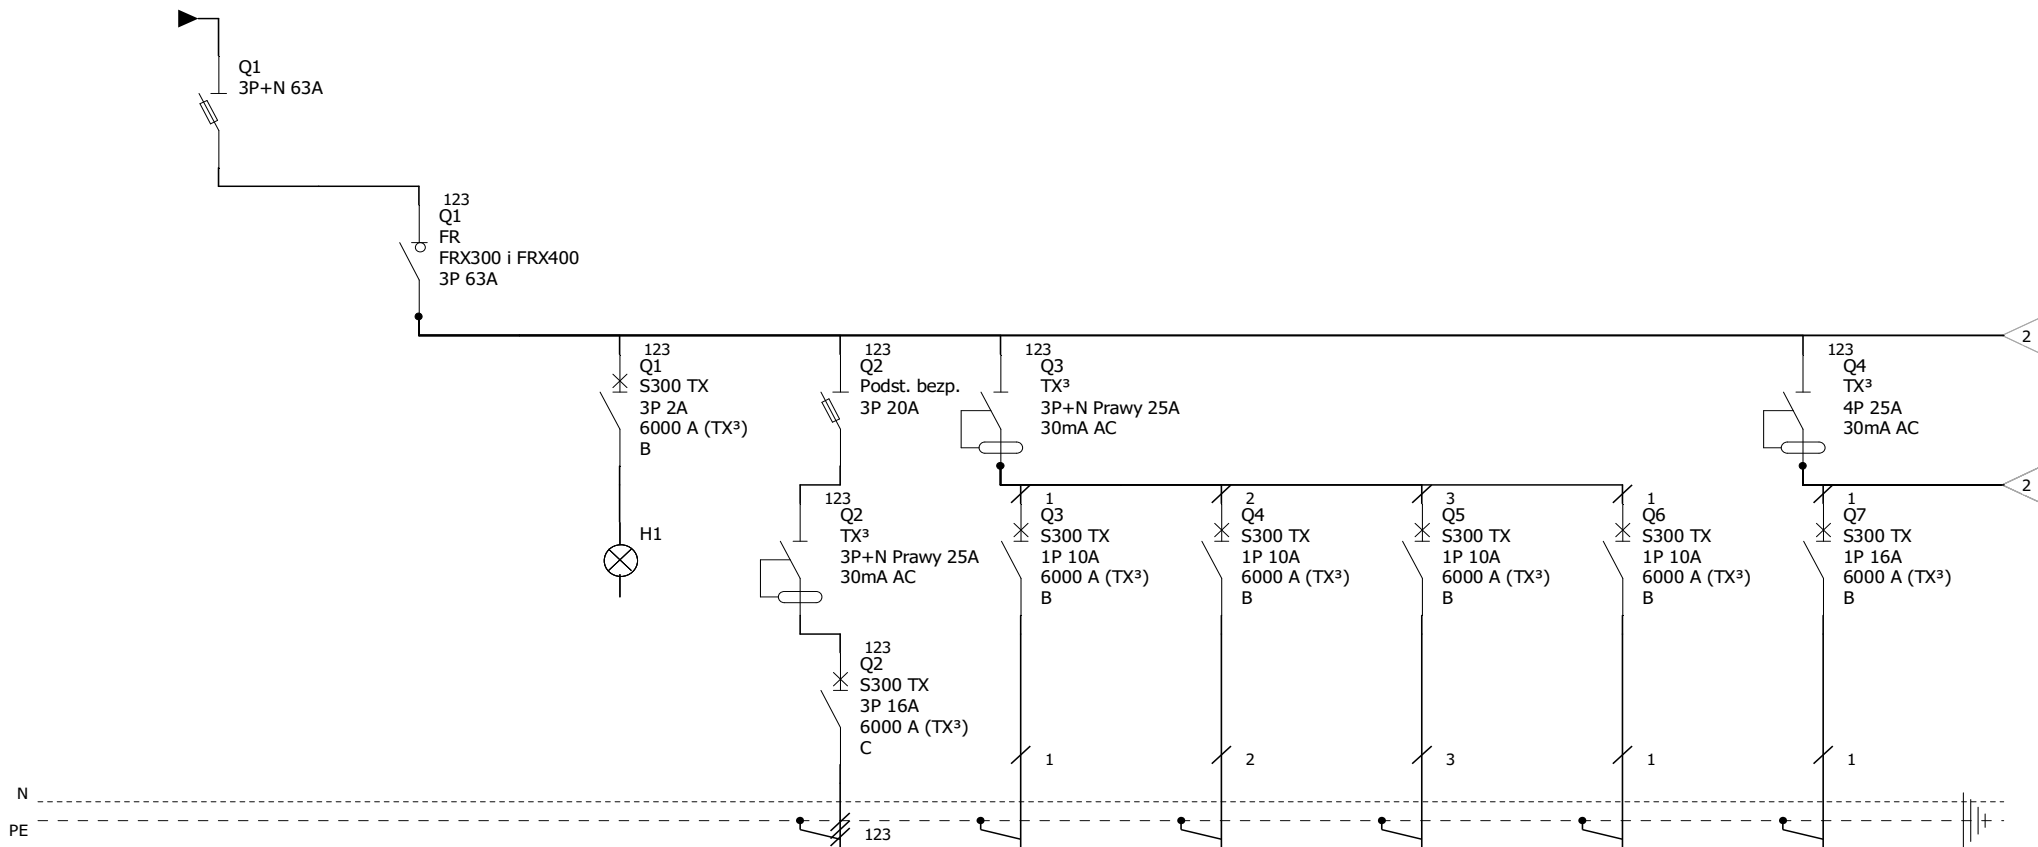 Q1
3P+N 63A
123
Q1
FR
FRX300 i FRX400
3P 63A
2
123
Q1
S300 TX
3P 2A
6000 A (TX³)
B
H1
123
Q2
Podst. bezp.
3P 20A
123
Q2
TX³
3P+N Prawy 25A
30mA AC
123
Q2
S300 TX
3P 16A
6000 A (TX³)
C
123
Q3
TX³
3P+N Prawy 25A
30mA AC
123
Q4
TX³
4P 25A
30mA AC
2
1
Q3
S300 TX
1P 10A
6000 A (TX³)
B
2
Q4
S300 TX
1P 10A
6000 A (TX³)
B
3
Q5
S300 TX
1P 10A
6000 A (TX³)
B
1
Q6
S300 TX
1P 10A
6000 A (TX³)
B
1
Q7
S300 TX
1P 16A
6000 A (TX³)
B
1
2
3
1
1
N
PE
123